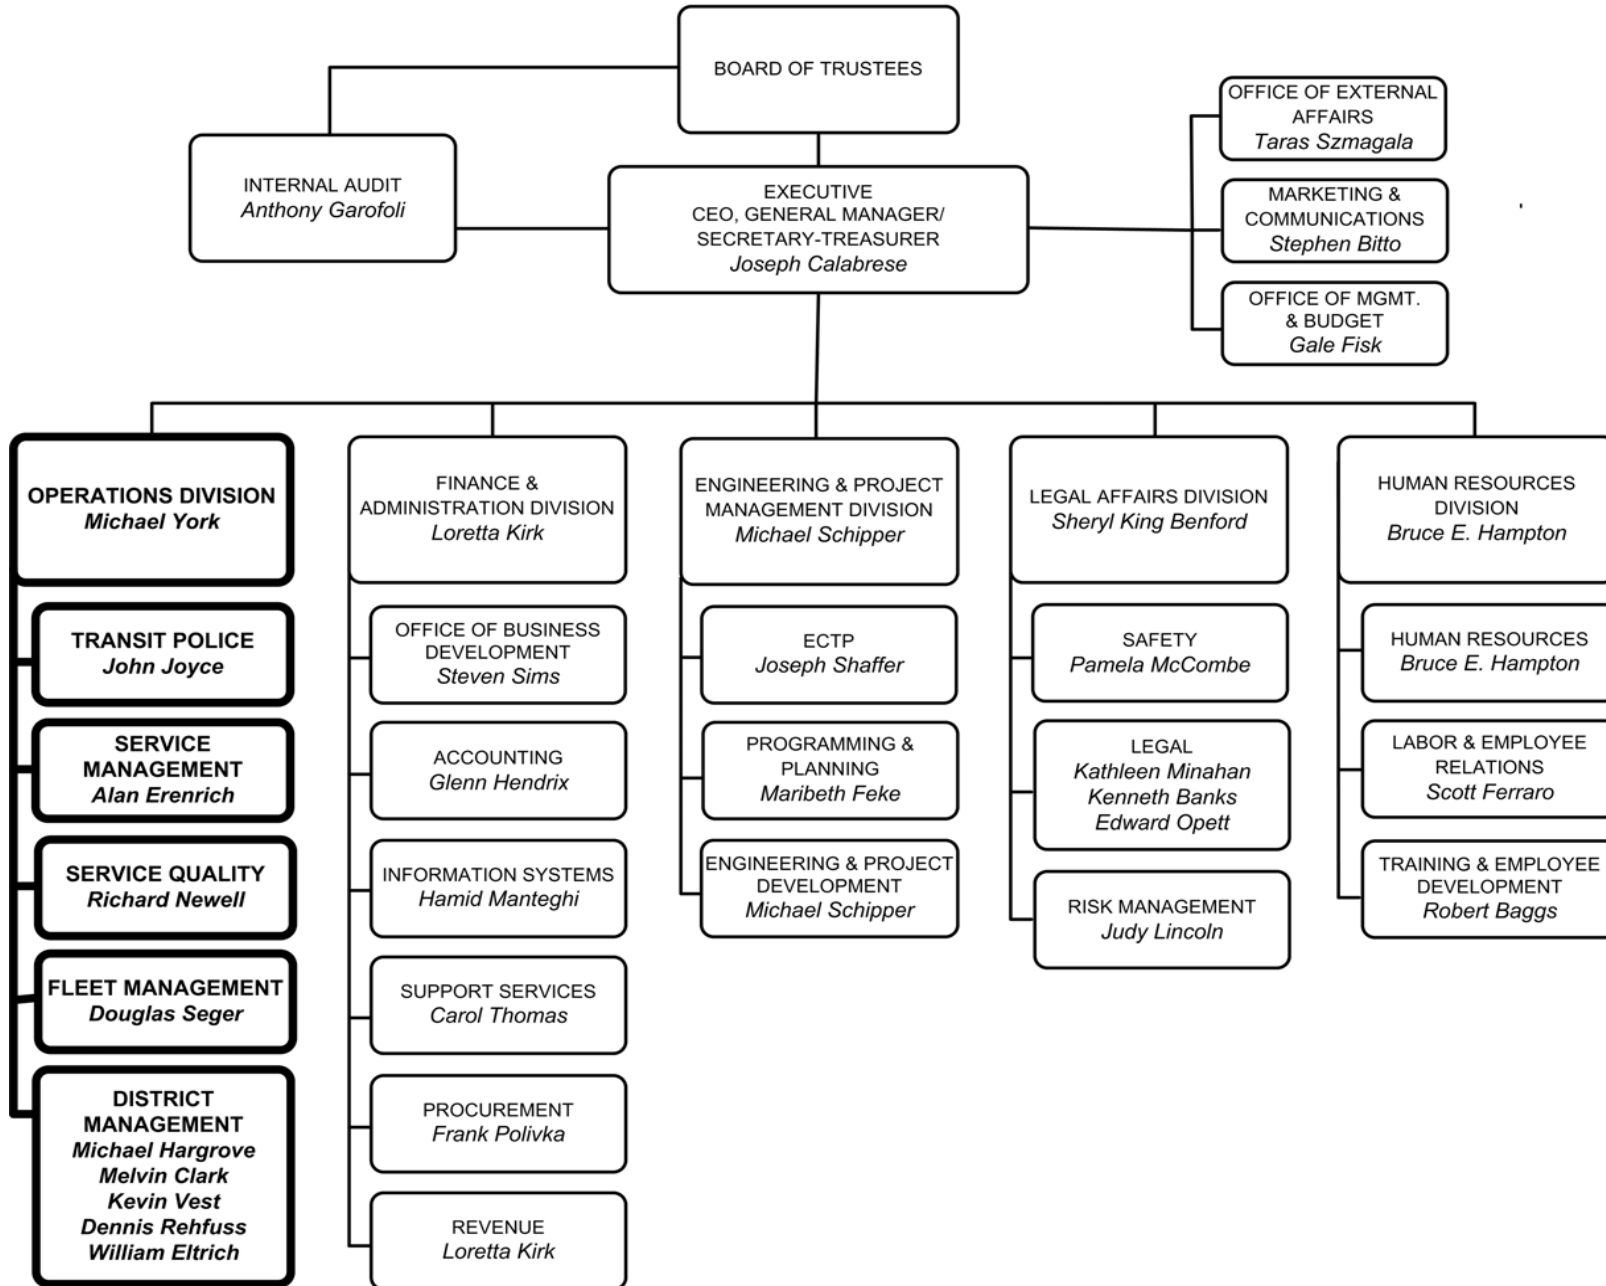 BOARD OF TRUSTEES
INTERNAL AUDIT
Anthony Garofoli
EXECUTIVE
CEO, GENERAL MANAGER/
SECRETARY-TREASURER
Joseph Calabrese
OFFICE OF EXTERNAL
AFFAIRS
Taras Szmagala
MARKETING &
COMMUNICATIONS
Stephen Bitto
OFFICE OF MGMT.
& BUDGET
Gale Fisk
OPERATIONS DIVISION
Michael York
TRANSIT POLICE
John Joyce
SERVICE
MANAGEMENT
Alan Erenrich
SERVICE QUALITY
Richard Newell
FLEET MANAGEMENT
Douglas Seger
DISTRICT
MANAGEMENT
Michael Hargrove
Melvin Clark
Kevin Vest
Dennis Rehfuss
William Eltrich
FINANCE &
ADMINISTRATION DIVISION
Loretta Kirk
OFFICE OF BUSINESS
DEVELOPMENT
Steven Sims
ACCOUNTING
Glenn Hendrix
INFORMATION SYSTEMS
Hamid Manteghi
SUPPORT SERVICES
Carol Thomas
PROCUREMENT
Frank Polivka
REVENUE
Loretta Kirk
ENGINEERING & PROJECT
MANAGEMENT DIVISION
Michael Schipper
ECTP
Joseph Shaffer
PROGRAMMING &
PLANNING
Maribeth Feke
ENGINEERING & PROJECT
DEVELOPMENT
Michael Schipper
LEGAL AFFAIRS DIVISION
Sheryl King Benford
SAFETY
Pamela McCombe
LEGAL
Kathleen Minahan
Kenneth Banks
Edward Opett
RISK MANAGEMENT
Judy Lincoln
HUMAN RESOURCES
DIVISION
Bruce E. Hampton
HUMAN RESOURCES
Bruce E. Hampton
LABOR & EMPLOYEE
RELATIONS
Scott Ferraro
TRAINING & EMPLOYEE
DEVELOPMENT
Robert Baggs